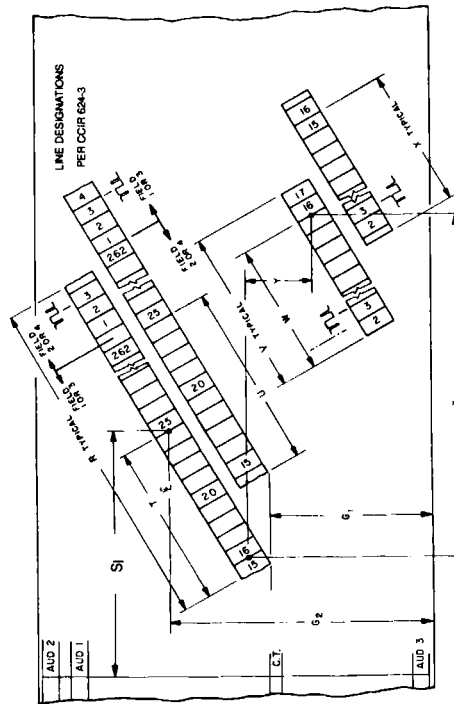 LINE DESIGNATIONS
PER CCIR 624-3
AUD 2
AUD 1
C.T.
AUD 3
S1
R TYPICAL
FIELD
1 OR 3
FIELD
2 OR 4
3
2
1
262
25
20
16
15
T
4
3
2
1
262
25
20
15
FIELD
1 OR 3
FIELD
2 OR 4
U
V TYPICAL
W
Y
G1
G2
17
16
3
2
16
15
3
2
X TYPICAL